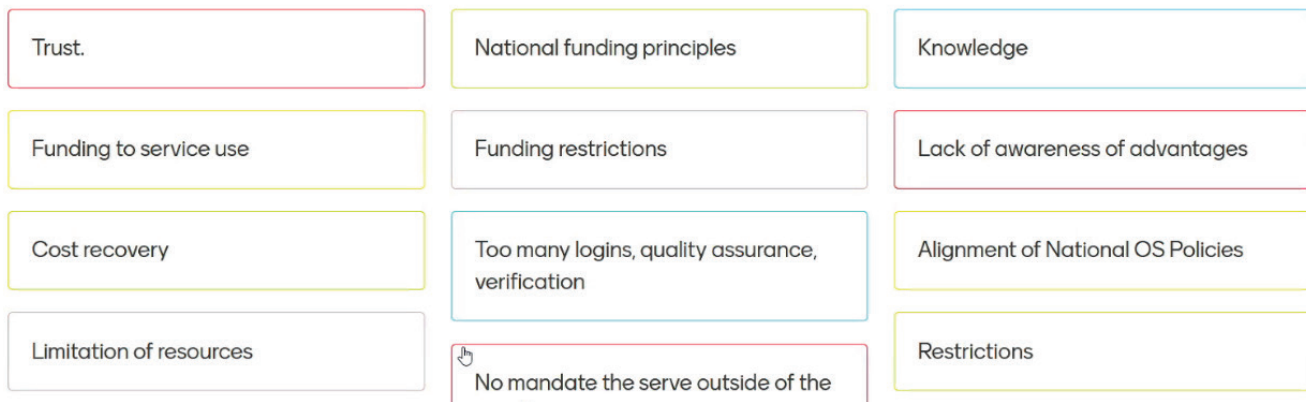 Trust.
National funding principles
Knowledge
Funding to service use
Funding restrictions
Lack of awareness of advantages
Cost recovery
Too many logins, quality assurance,
verification
Alignment of National OS Policies
Limitation of resources
No mandate the serve outside of the
Restrictions